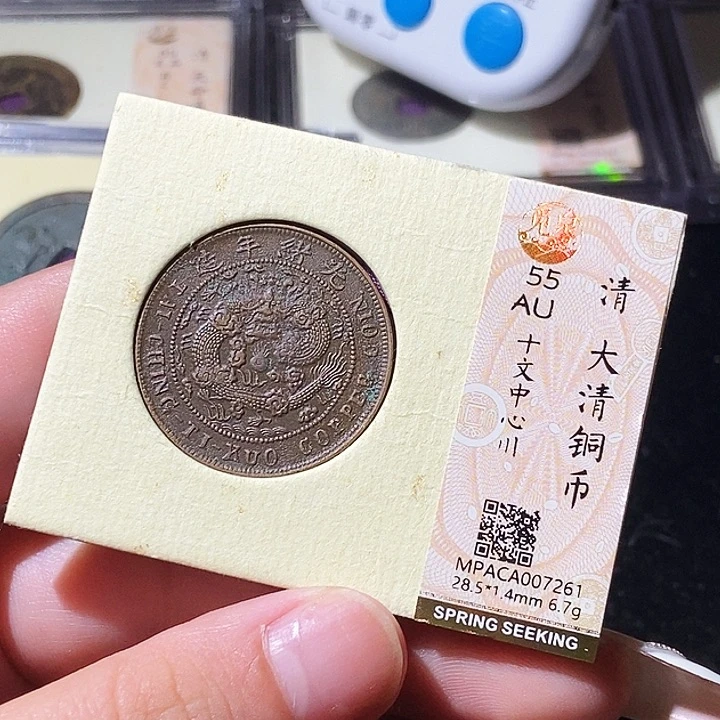 光緒年造
TAI-CHING TI-KUO COPPER COIN
55
AU
清 大清铜币
十文中心川
MPACA007261
28.5*1.4mm 6.7g
SPRING SEEKING